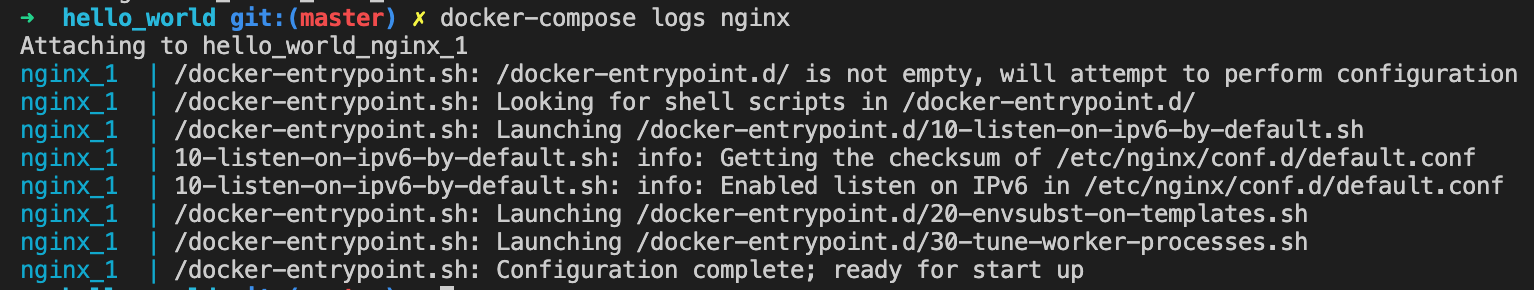 ➜ hello_world git:(master) ✗ docker-compose logs nginx
Attaching to hello_world_nginx_1
nginx_1 | /docker-entrypoint.sh: /docker-entrypoint.d/ is not empty, will attempt to perform configuration
nginx_1 | /docker-entrypoint.sh: Looking for shell scripts in /docker-entrypoint.d/
nginx_1 | /docker-entrypoint.sh: Launching /docker-entrypoint.d/10-listen-on-ipv6-by-default.sh
nginx_1 | 10-listen-on-ipv6-by-default.sh: info: Getting the checksum of /etc/nginx/conf.d/default.conf
nginx_1 | 10-listen-on-ipv6-by-default.sh: info: Enabled listen on IPv6 in /etc/nginx/conf.d/default.conf
nginx_1 | /docker-entrypoint.sh: Launching /docker-entrypoint.d/20-envsubst-on-templates.sh
nginx_1 | /docker-entrypoint.sh: Launching /docker-entrypoint.d/30-tune-worker-processes.sh
nginx_1 | /docker-entrypoint.sh: Configuration complete; ready for start up